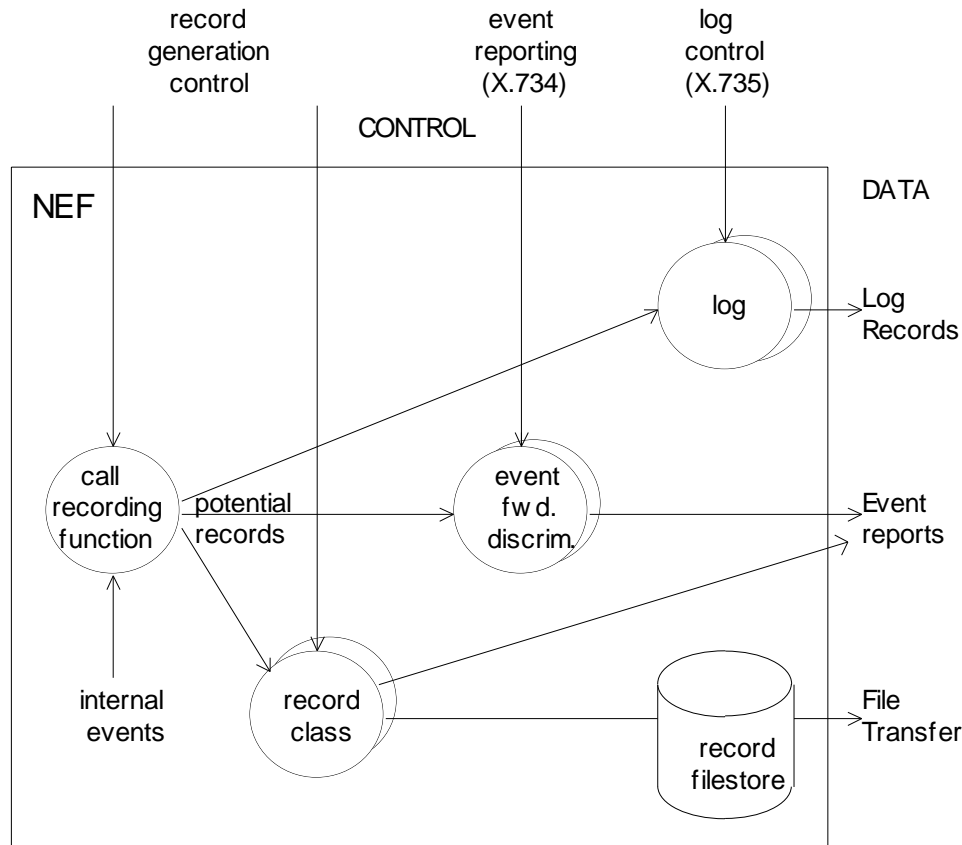 record
generation
control
event
reporting
(X.734)
log
control
(X.735)
CONTROL
NEF
DATA
log
Log
Records
call
recording
function
potential
records
event
fwd.
discrim.
Event
reports
internal
events
record
class
record
filestore
File
Transfer